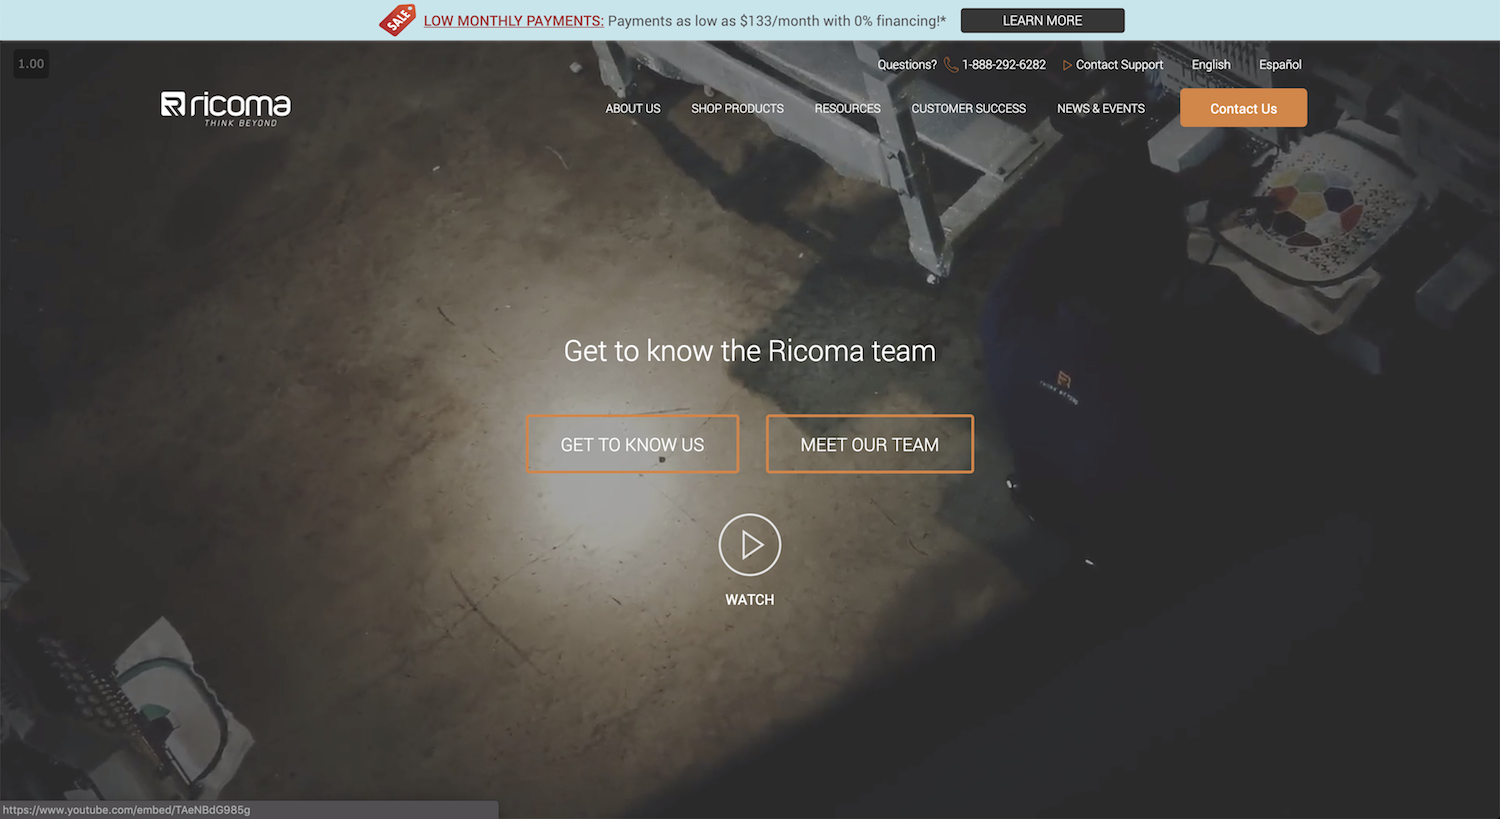 SALE LOW MONTHLY PAYMENTS: Payments as low as $133/month with 0% financing!* LEARN MORE
1.00
Questions? 1-888-292-6282 Contact Support English Español
ricoma
THINK BEYOND
ABOUT US SHOP PRODUCTS RESOURCES CUSTOMER SUCCESS NEWS & EVENTS Contact Us
Get to know the Ricoma team
GET TO KNOW US MEET OUR TEAM
WATCH
https://www.youtube.com/embed/TAeNBdG985g